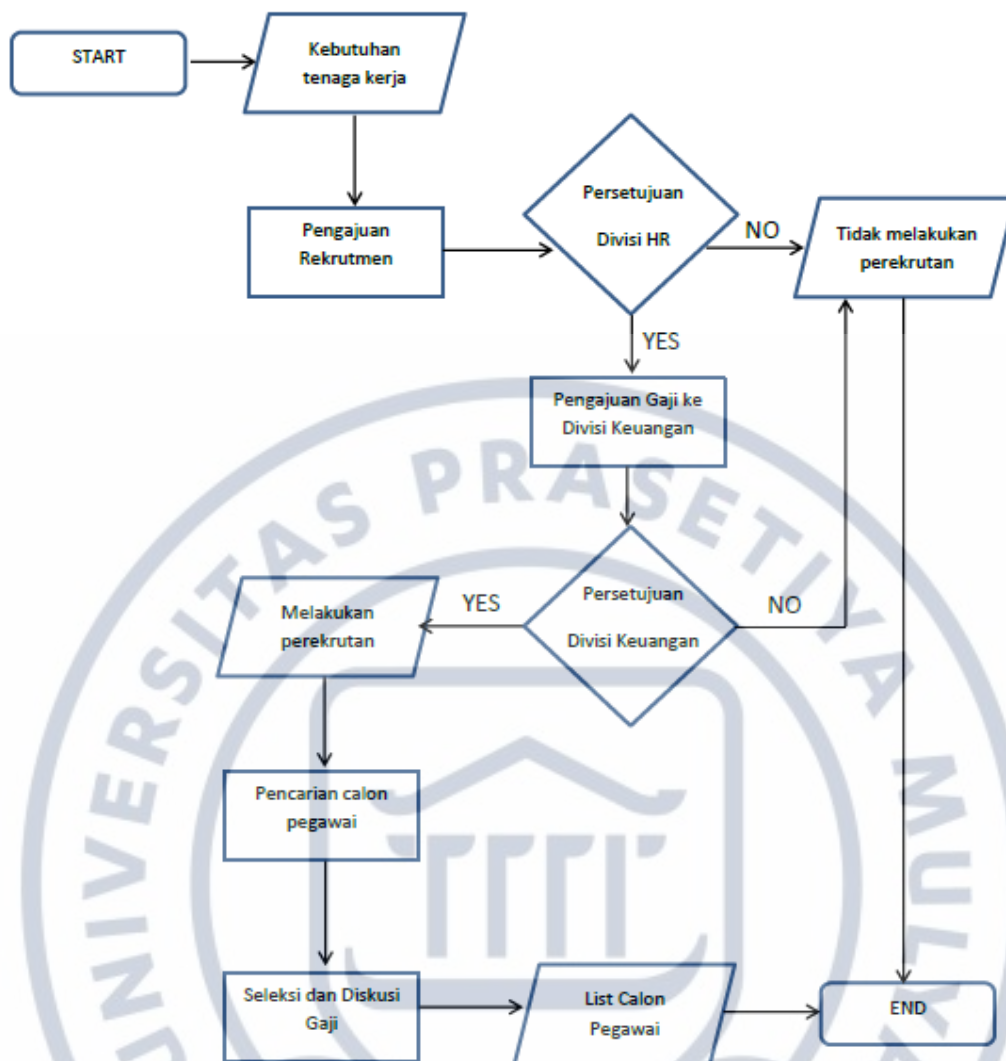 START
Kebutuhan
tenaga kerja
Pengajuan
Rekrutmen
Persetujuan
Divisi HR
NO
Tidak melakukan
perekrutan
YES
Pengajuan Gaji ke
Divisi Keuangan
Persetujuan
Divisi Keuangan
NO
YES
Melakukan
perekrutan
Pencarian calon
pegawai
Seleksi dan Diskusi
Gaji
List Calon
Pegawai
END
UNIVERSITAS PRASETIYA MULYA